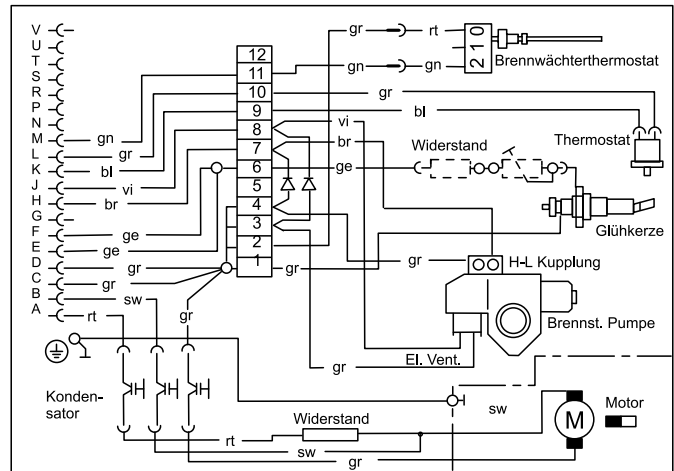 V
U
T
S
R
P
N
M gn
L gr
K bl
J vi
H br
G
F ge
E ge
D gr
C gr
B sw
A rt
12
11
10
9
8
7
6
5
4
3
2
1
gr rt
gn gn
2 1 0
Brennwächterthermostat
gr
bl
vi
br
ge
Widerstand
Thermostat
Glühkerze
gr
gr
H-L Kupplung
Brennst. Pumpe
El. Vent.
gr
gr
Konden-
sator
sw
Motor
M
Widerstand
rt
sw
gr